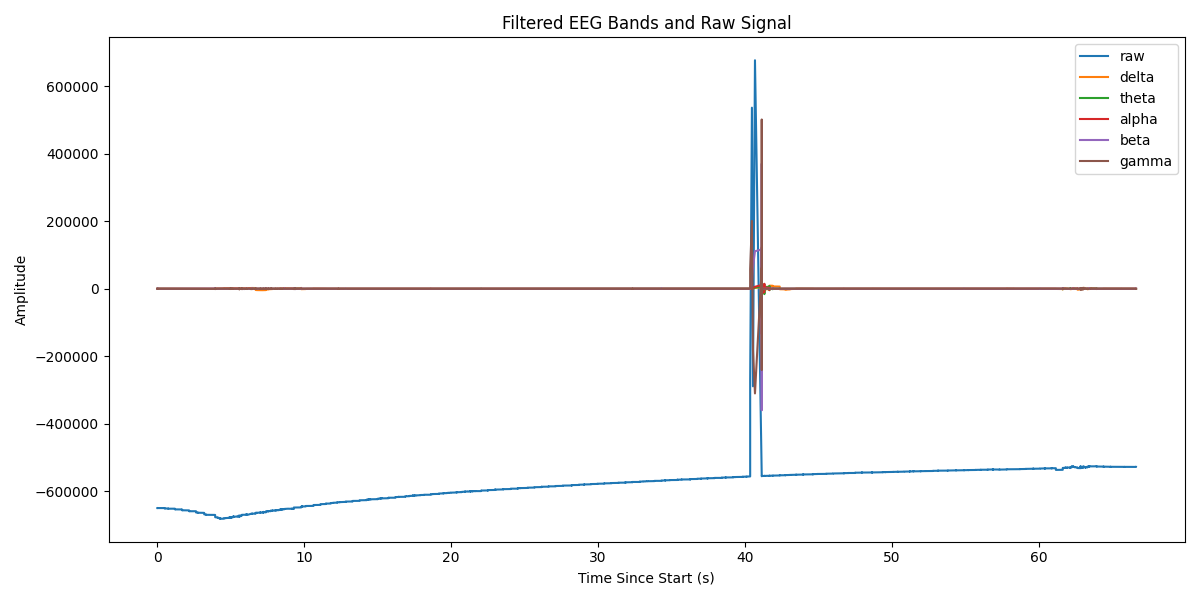 Filtered EEG Bands and Raw Signal
raw
delta
theta
alpha
beta
gamma
600000
400000
200000
0
−200000
−400000
−600000
Amplitude
0 10 20 30 40 50 60
Time Since Start (s)